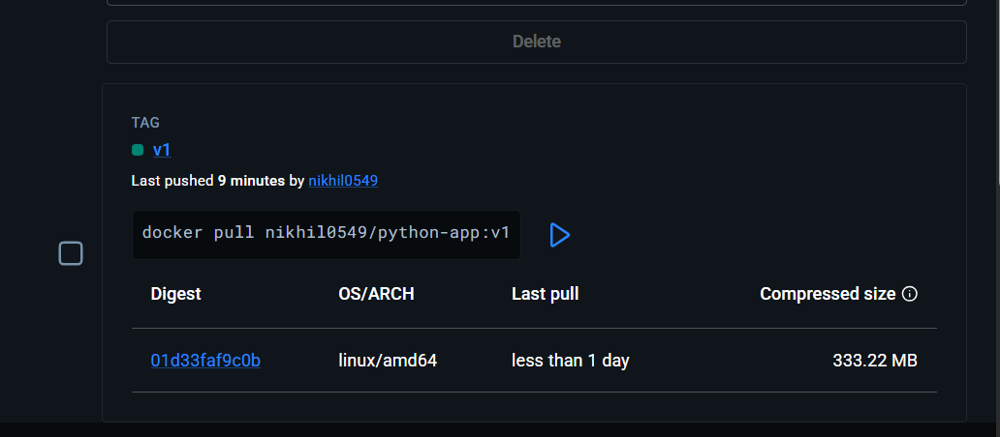 Delete
TAG
v1
Last pushed 9 minutes by nikhil0549
docker pull nikhil0549/python-app:v1
Digest OS/ARCH Last pull Compressed size
01d33faf9c0b linux/amd64 less than 1 day 333.22 MB